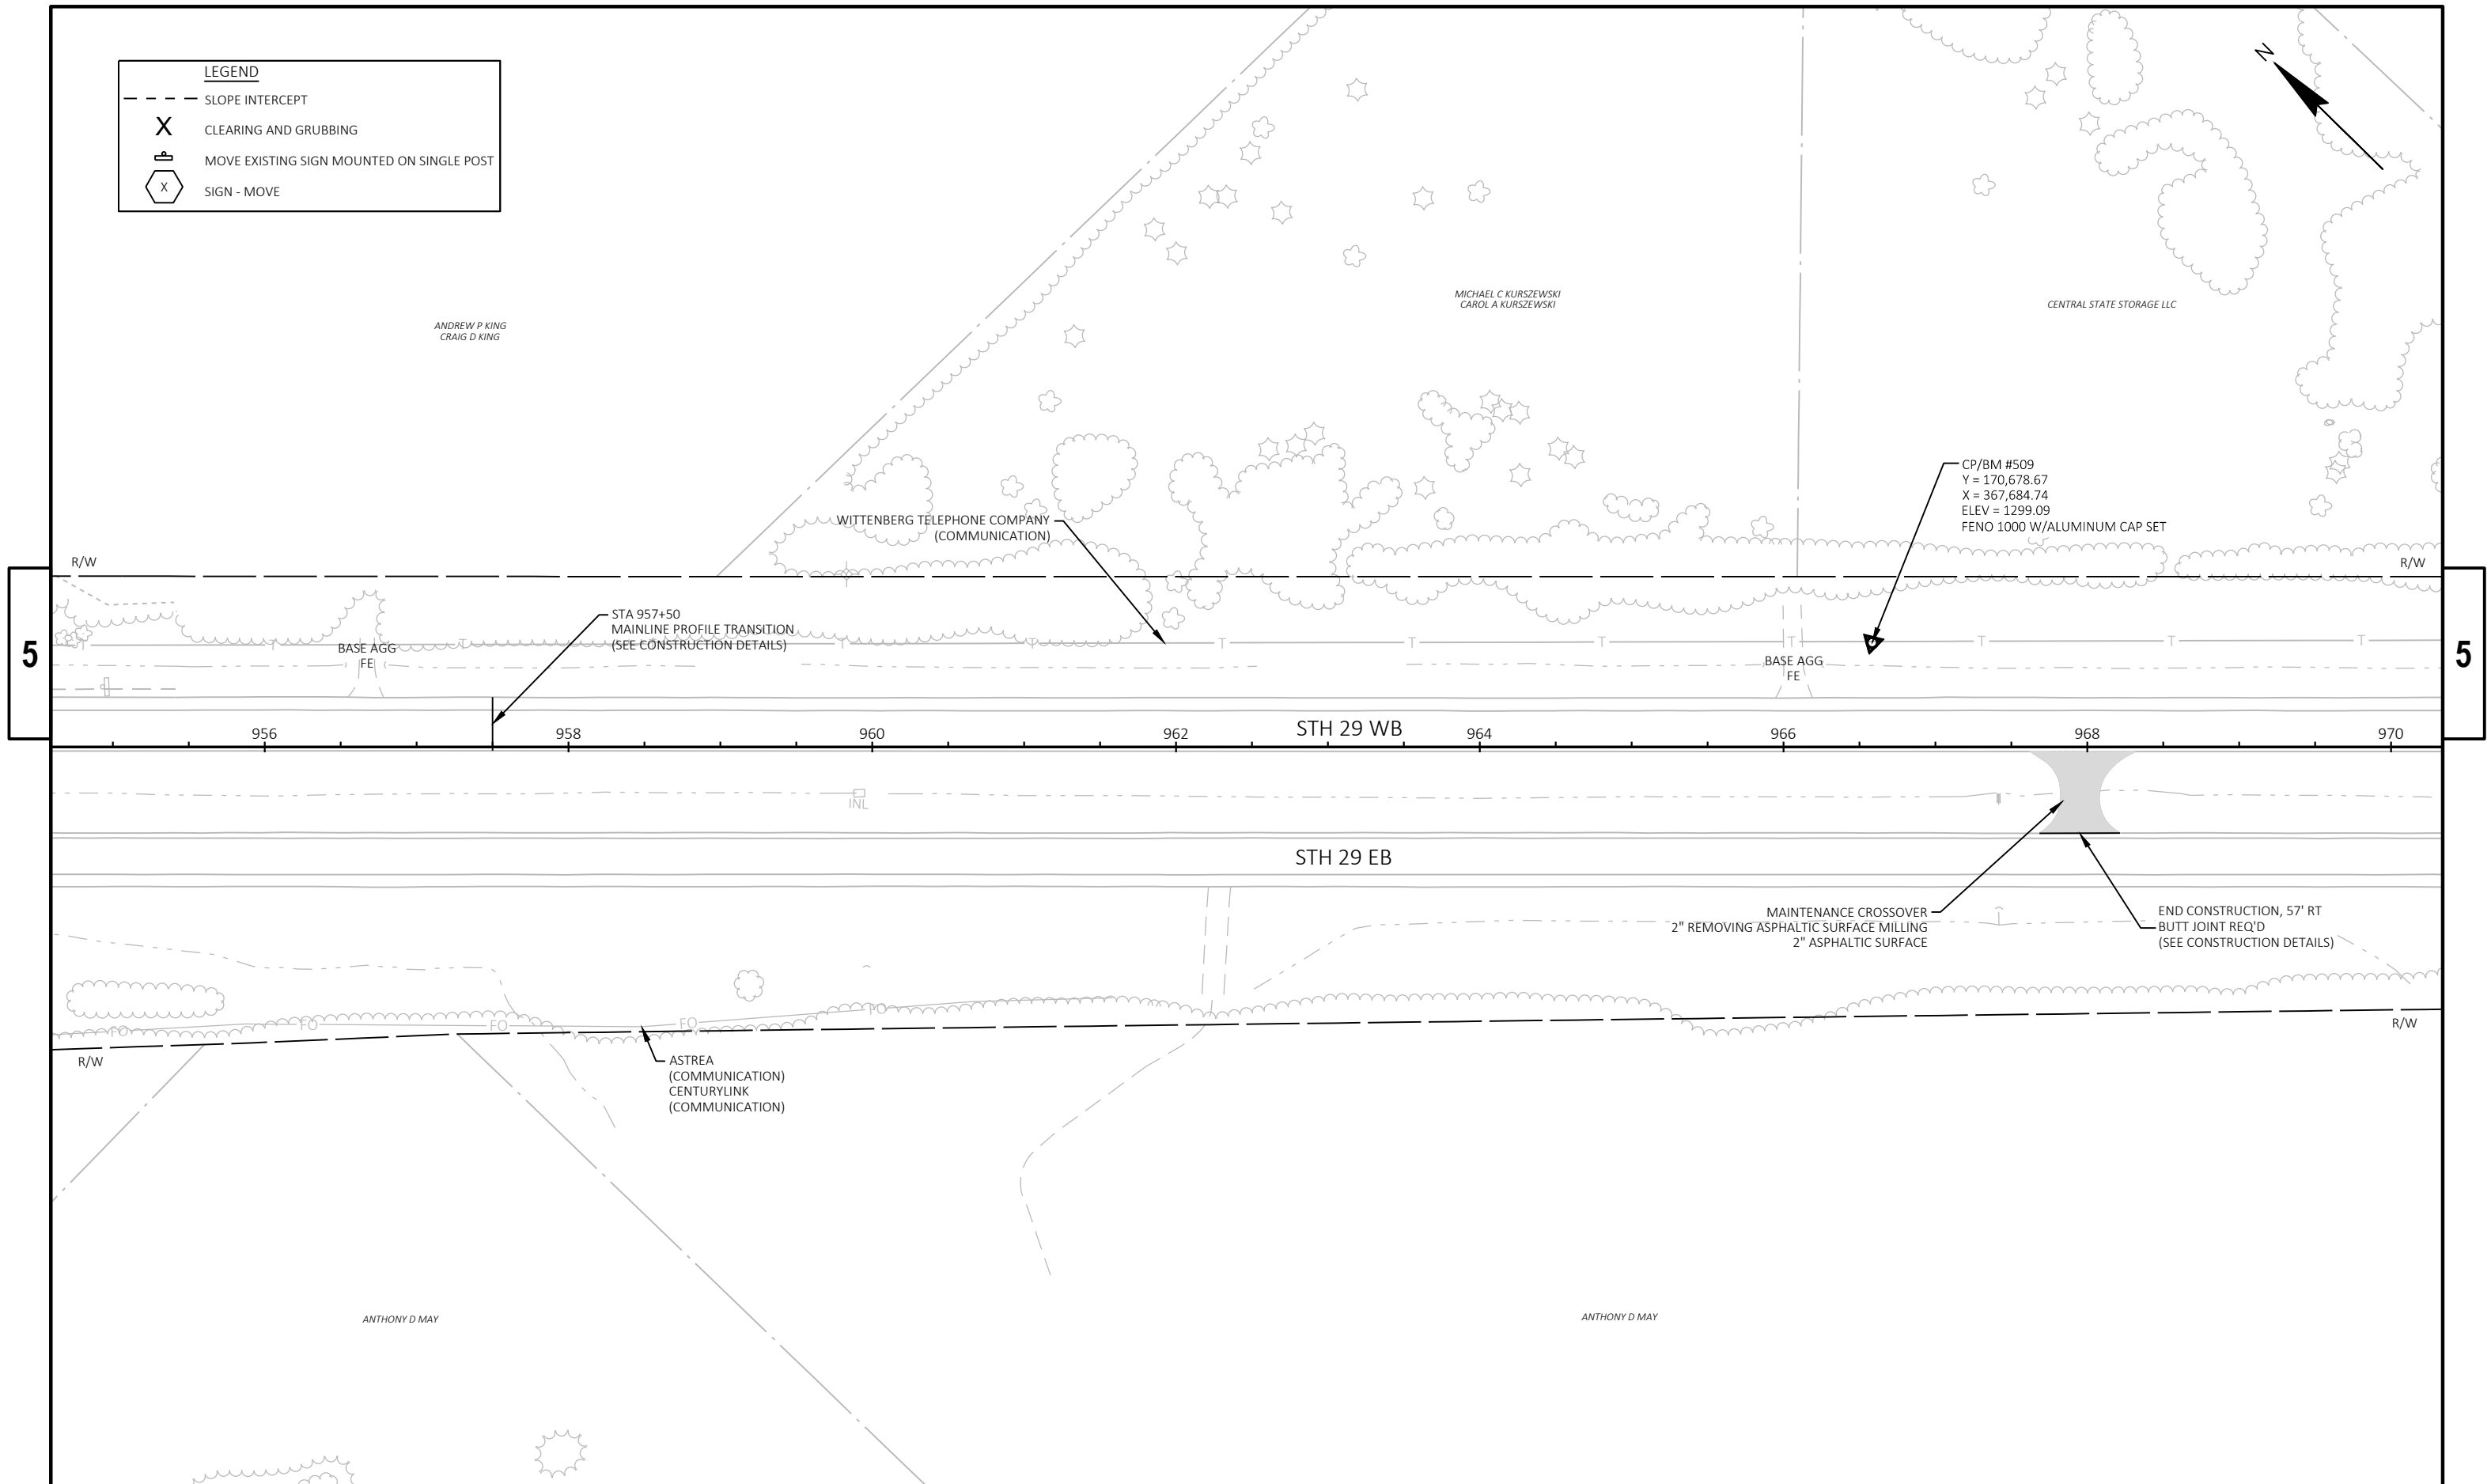 LEGEND
SLOPE INTERCEPT
X CLEARING AND GRUBBING
MOVE EXISTING SIGN MOUNTED ON SINGLE POST
X SIGN - MOVE
N
ANDREW P KING
CRAIG D KING
MICHAEL C KURSZEWSKI
CAROL A KURSZEWSKI
CENTRAL STATE STORAGE LLC
CP/BM #509
Y = 170,678.67
X = 367,684.74
ELEV = 1299.09
FENO 1000 W/ALUMINUM CAP SET
WITTENBERG TELEPHONE COMPANY
(COMMUNICATION)
R/W
R/W
STA 957+50
MAINLINE PROFILE TRANSITION
(SEE CONSTRUCTION DETAILS)
T T T T T T T T T T T T T
BASE AGG
FE
BASE AGG
FE
5
5
STH 29 WB
956 958 960 962 964 966 968 970
INL
STH 29 EB
MAINTENANCE CROSSOVER
2" REMOVING ASPHALTIC SURFACE MILLING
2" ASPHALTIC SURFACE
END CONSTRUCTION, 57' RT
BUTT JOINT REQ'D
(SEE CONSTRUCTION DETAILS)
FO FO FO FO FO
R/W
R/W
ASTREA
(COMMUNICATION)
CENTURYLINK
(COMMUNICATION)
ANTHONY D MAY
ANTHONY D MAY